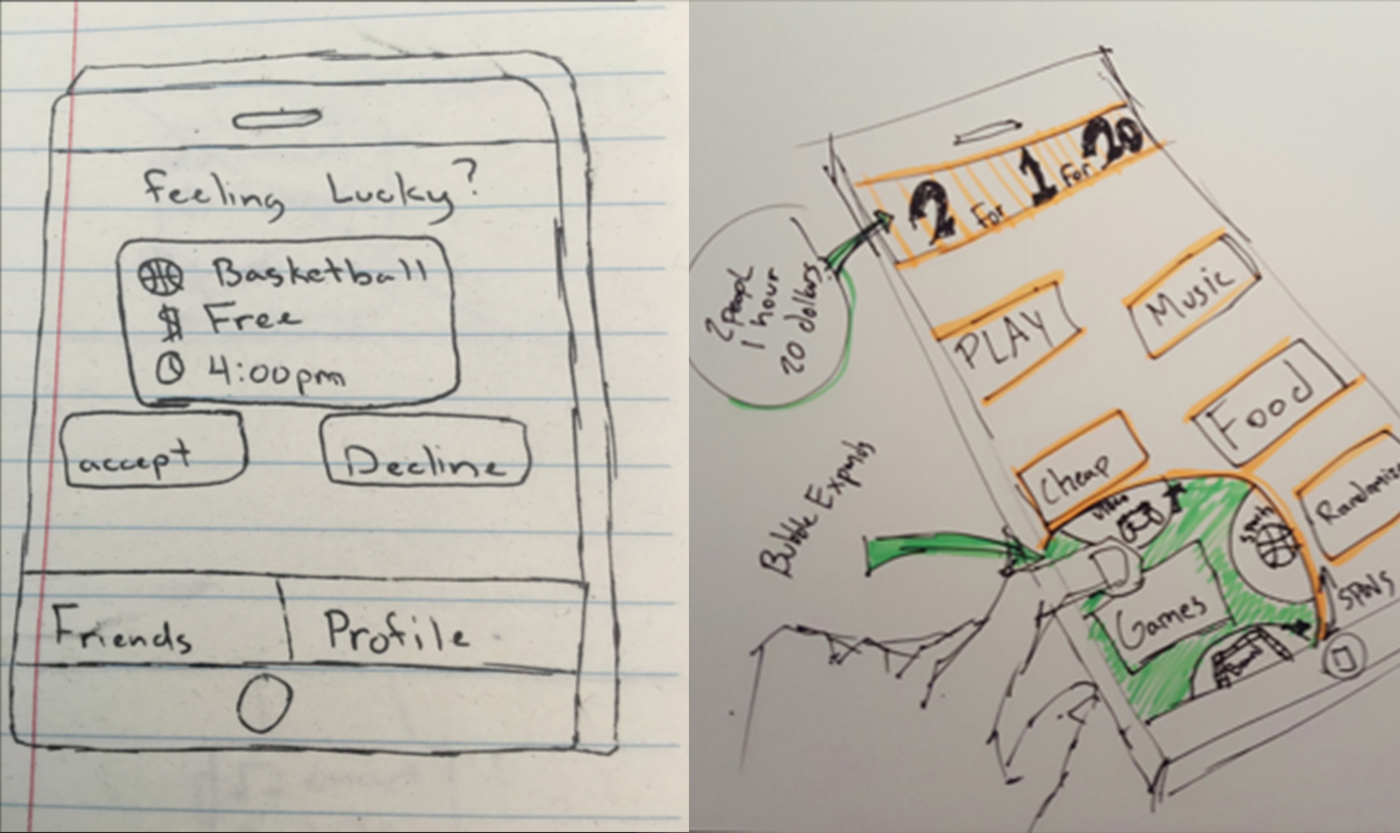 feeling Lucky?
Basketball
$ Free
4:00pm
accept
Decline
Friends
Profile
2 For 1 For 20
2 People
1 hour
20 dollars
PLAY
Music
Food
Cheap
Randomize
Bubble Expands
Video
Sports
Games